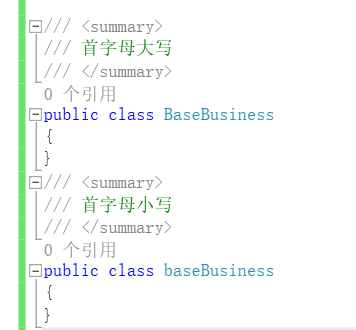 /// <summary>
/// 首字母大写
/// </summary>
0 个引用
public class BaseBusiness
{
}
/// <summary>
/// 首字母小写
/// </summary>
0 个引用
public class baseBusiness
{
}